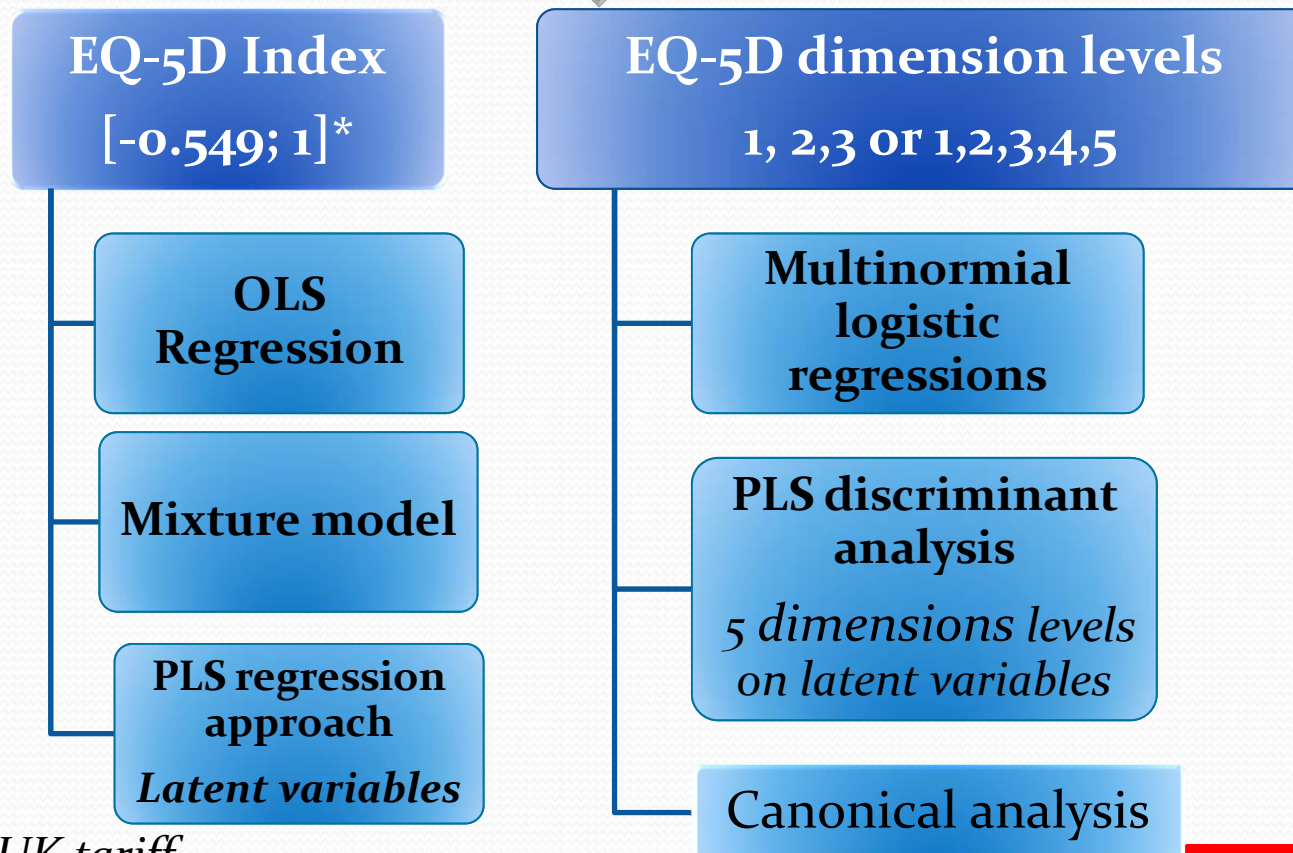 EQ-5D Index
[-0.549; 1]*
OLS
Regression
Mixture model
PLS regression
approach
Latent variables
UK tariff
EQ-5D dimension levels
1, 2,3 or 1,2,3,4,5
Multinormial
logistic
regressions
PLS discriminant
analysis
5 dimensions levels
on latent variables
Canonical analysis